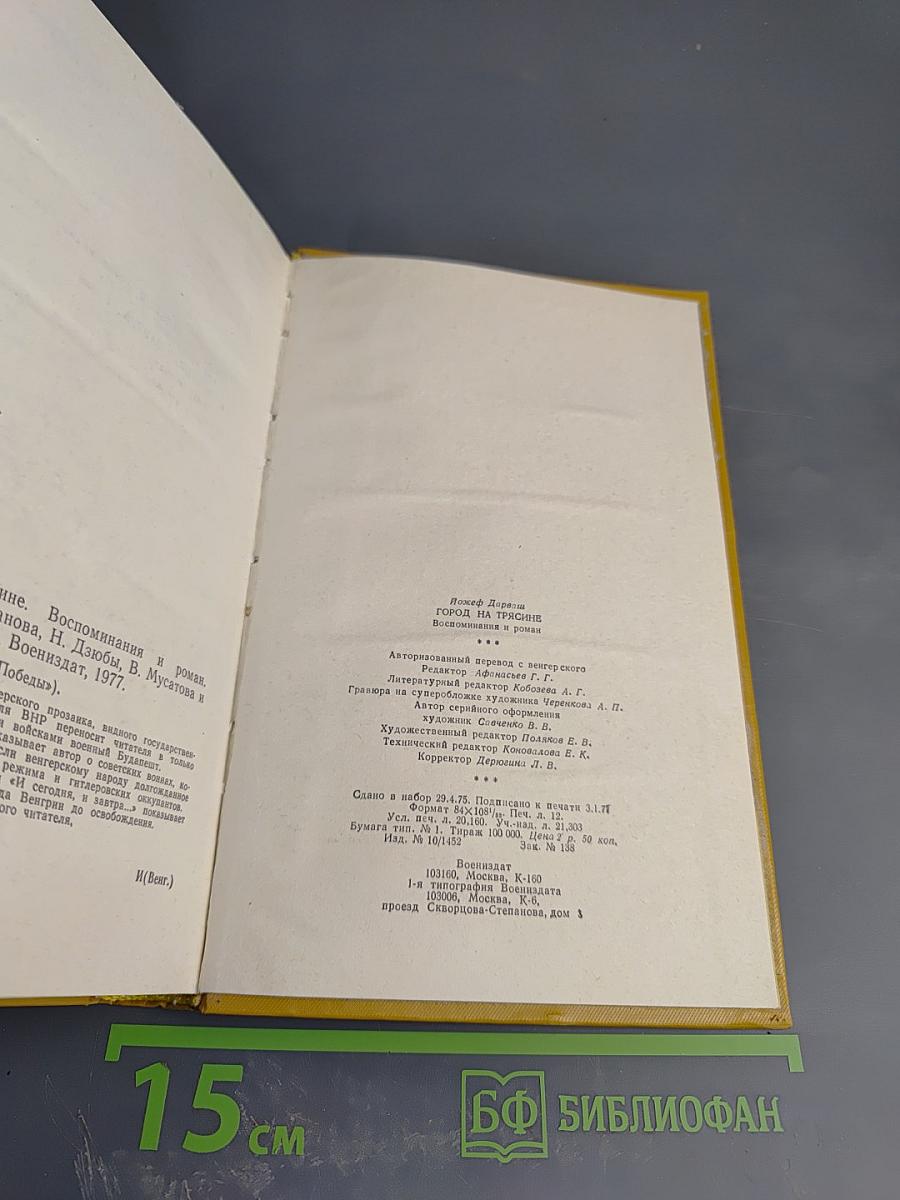 ине. Воспоминания и роман.
анова, Н. Дзюбы, В. Мусатова и
Воениздат, 1977.
Победы»).
ерского прозаика, видного государствен-
ля ВНР переносит читателя в только
и войсками военный Будапешт.
казывает автор о советских воинах, ко-
сли венгерскому народу долгожданное
режима и гитлеровских оккупантов.
«И сегодня, и завтра...» показывает
да Венгрии до освобождения.
ого читателя,
И(Венг.)
Йожеф Дарваш
ГОРОД НА ТРЯСИНЕ
Воспоминания и роман
* * *
Авторизованный перевод с венгерского
Редактор Афанасьев Г. Г.
Литературный редактор Кобозева А. Г.
Гравюра на суперобложке художника Черенкова А. П.
Автор серийного оформления
художник Савченко В. В.
Художественный редактор Поляков Е. В.
Технический редактор Коновалова Е. К.
Корректор Дерюгина Л. В.
* * *
Сдано в набор 29.4.75. Подписано к печати 3.1.77
Формат 84×108¹/₃₂. Печ. л. 12.
Усл. печ. л. 20,160. Уч.-изд. л. 21,303
Бумага тип. № 1. Тираж 100 000. Цена 2 р. 50 коп.
Изд. № 10/1452 Зак. № 138
Воениздат
103160, Москва, К-160
1-я типография Воениздата
103006, Москва, К-6,
проезд Скворцова-Степанова, дом 3
15 см
БФ БИБЛИОФАН